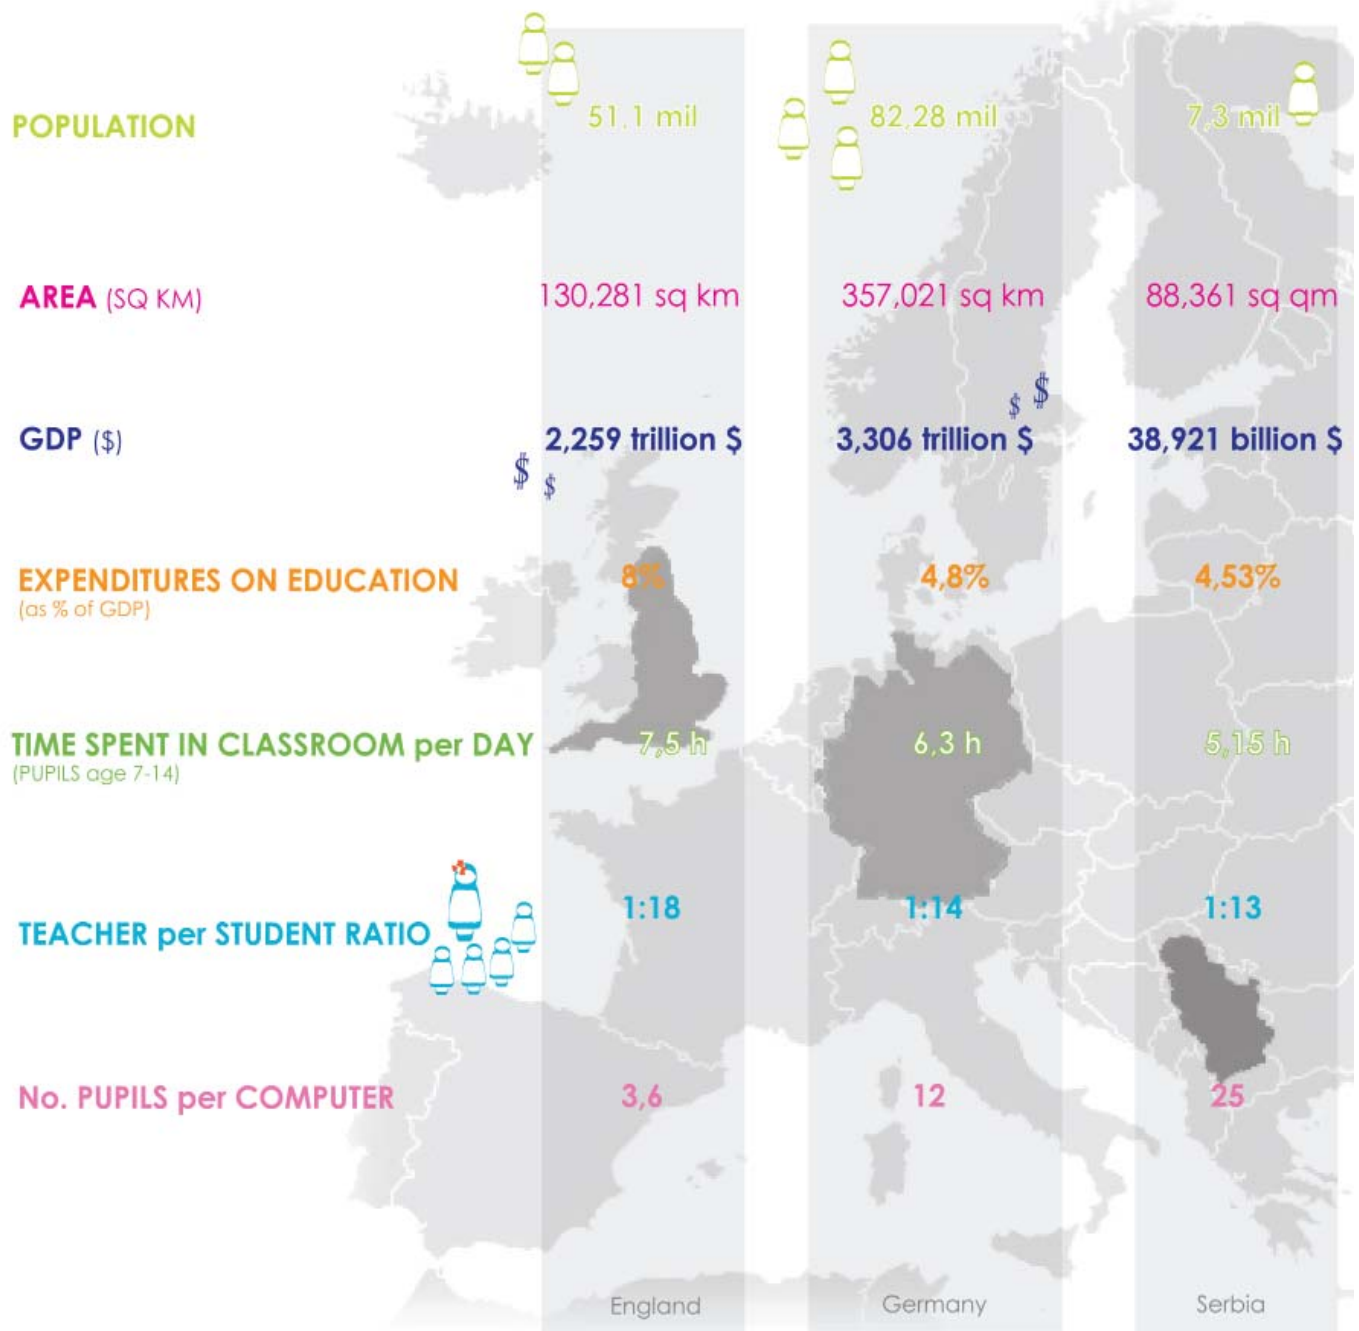 POPULATION 51,1 mil 82,28 mil 7,3 mil
AREA (SQ KM) 130,281 sq km 357,021 sq km 88,361 sq qm
GDP ($) 2,259 trillion $ 3,306 trillion $ 38,921 billion $
$ $
$ $
EXPENDITURES ON EDUCATION 8% 4,8% 4,53%
(as % of GDP)
TIME SPENT IN CLASSROOM per DAY 7,5 h 6,3 h 5,15 h
(PUPILS age 7-14)
TEACHER per STUDENT RATIO 1:18 1:14 1:13
No. PUPILS per COMPUTER 3,6 12 25
England Germany Serbia